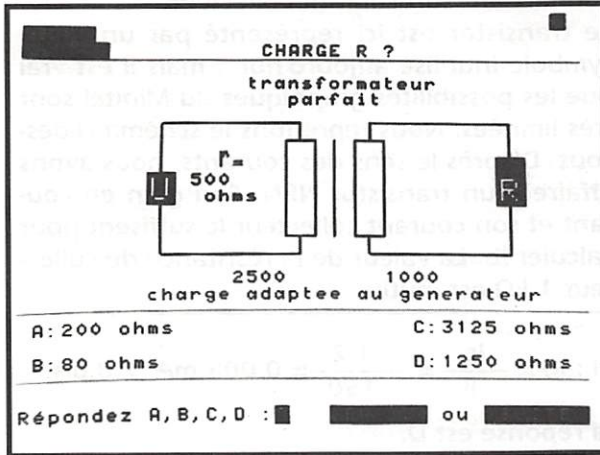 CHARGE R ?
transformateur
parfait
r=
500
ohms
U
R
2500 1000
charge adaptee au generateur
A:200 ohms C:3125 ohms
B:80 ohms D:1250 ohms
Répondez A,B,C,D : ou